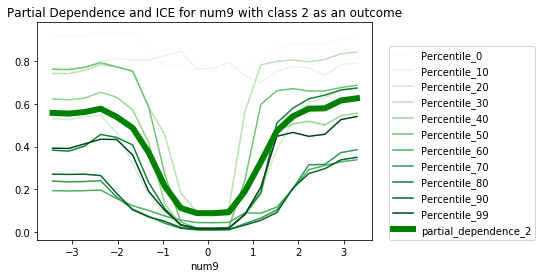 Partial Dependence and ICE for num9 with class 2 as an outcome
0.8
0.6
0.4
0.2
0.0
−3
−2
−1
0
1
2
3
num9
Percentile_0
Percentile_10
Percentile_20
Percentile_30
Percentile_40
Percentile_50
Percentile_60
Percentile_70
Percentile_80
Percentile_90
Percentile_99
partial_dependence_2